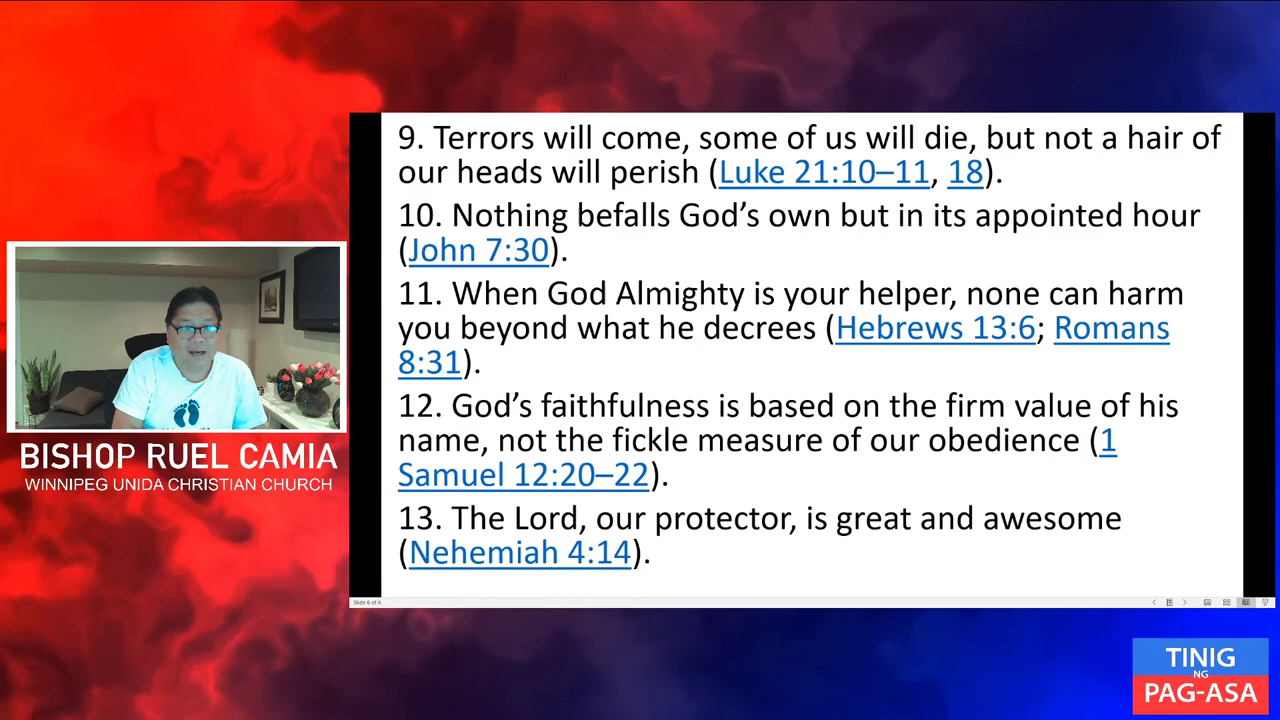 9. Terrors will come, some of us will die, but not a hair of
our heads will perish (Luke 21:10–11, 18).
10. Nothing befalls God’s own but in its appointed hour
(John 7:30).
11. When God Almighty is your helper, none can harm
you beyond what he decrees (Hebrews 13:6; Romans
8:31).
12. God’s faithfulness is based on the firm value of his
name, not the fickle measure of our obedience (1
Samuel 12:20–22).
13. The Lord, our protector, is great and awesome
(Nehemiah 4:14).
Slide 6 of 6
BISHOP RUEL CAMIA
WINNIPEG UNIDA CHRISTIAN CHURCH
TINIG
NG
PAG-ASA